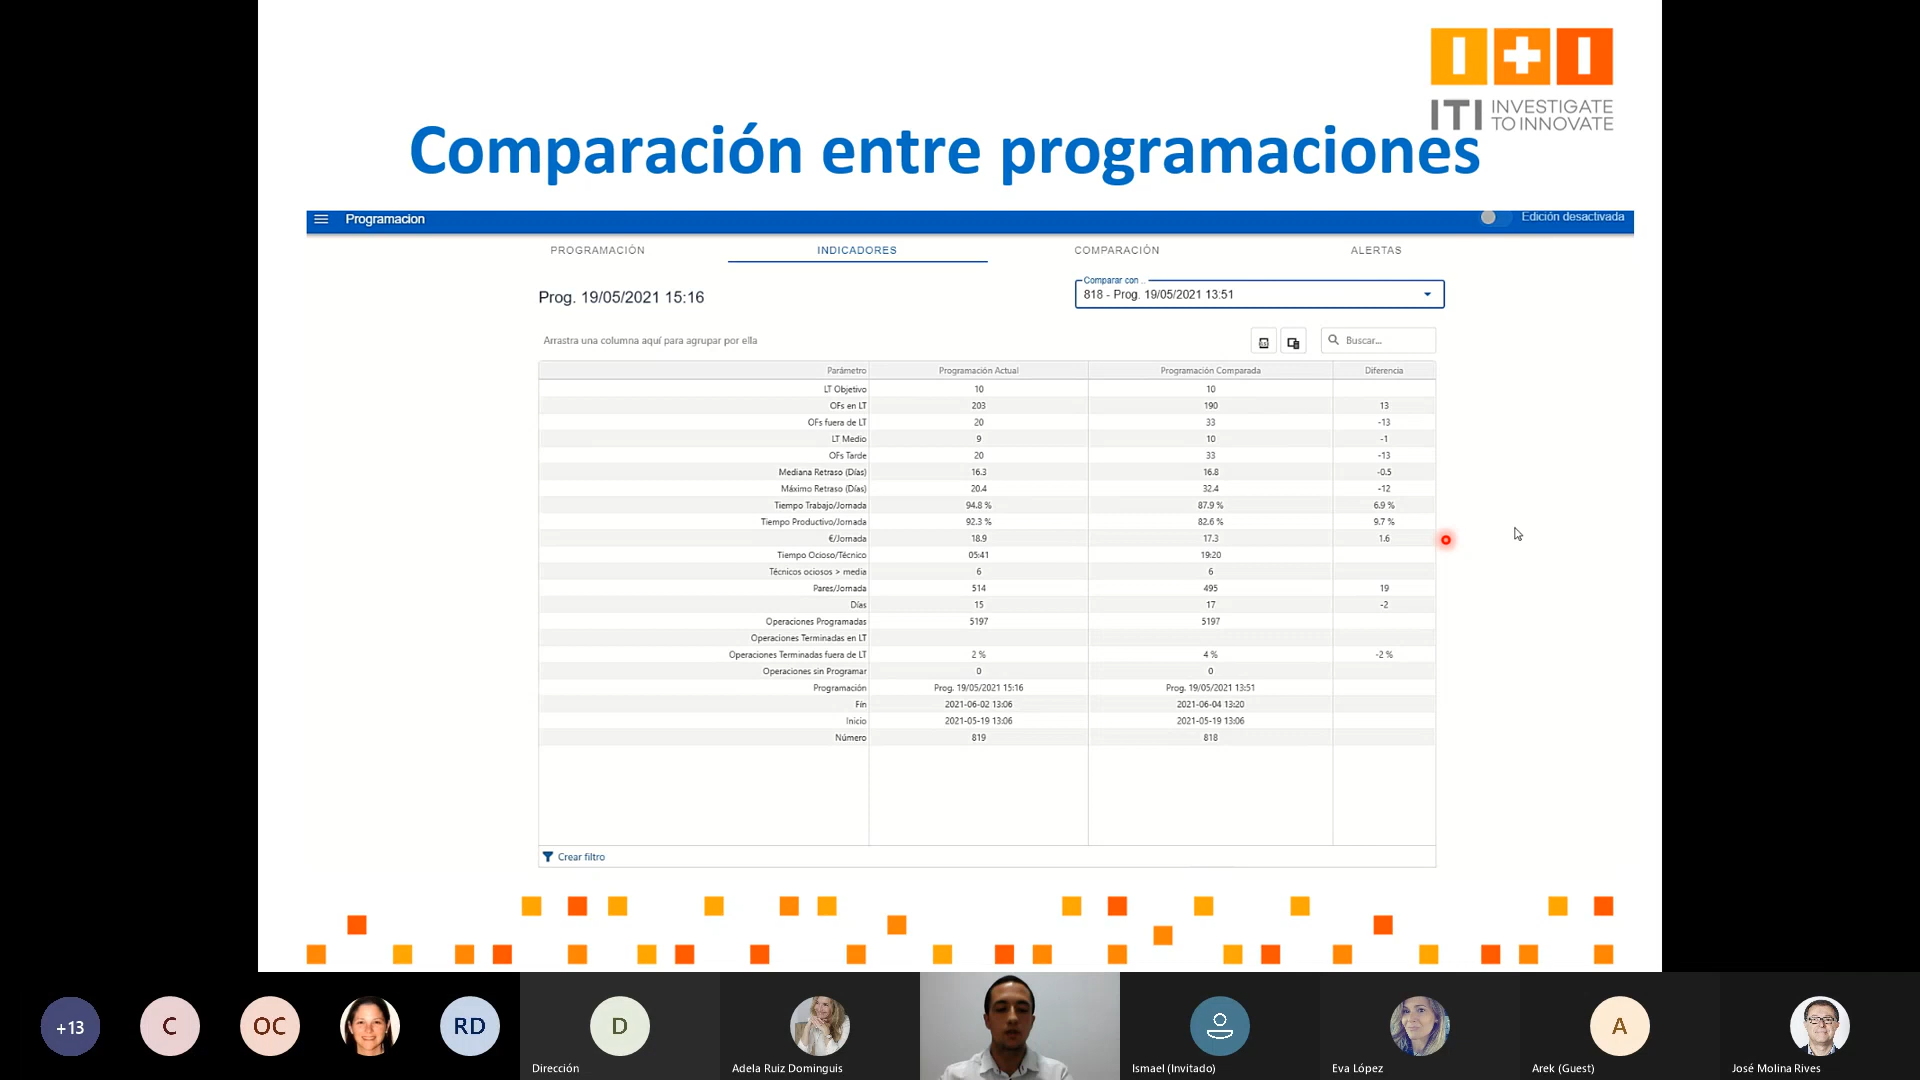 ITI INVESTIGATE
TO INNOVATE
Comparación entre programaciones
Programacion
Edición desactivada
PROGRAMACIÓN INDICADORES COMPARACIÓN ALERTAS
Prog. 19/05/2021 15:16
Comparar con ..
818 - Prog. 19/05/2021 13:51
Arrastra una columna aquí para agrupar por ella
Buscar...
Parámetro Programación Actual Programación Comparada Diferencia
LT Objetivo 10 10
OFs en LT 203 190 13
OFs fuera de LT 20 33 -13
LT Medio 9 10 -1
OFs Tarde 20 33 -13
Mediana Retraso (Días) 16.3 16.8 -0.5
Máximo Retraso (Días) 20.4 32.4 -12
Tiempo Trabajo/Jornada 94.8 % 87.9 % 6.9 %
Tiempo Productivo/Jornada 92.3 % 82.6 % 9.7 %
€/Jornada 18.9 17.3 1.6
Tiempo Ocioso/Técnico 05:41 19:20
Técnicos ociosos > media 6 6
Pares/Jornada 514 495 19
Días 15 17 -2
Operaciones Programadas 5197 5197
Operaciones Terminadas en LT
Operaciones Terminadas fuera de LT 2 % 4 % -2 %
Operaciones sin Programar 0 0
Programación Prog. 19/05/2021 15:16 Prog. 19/05/2021 13:51
Fín 2021-06-02 13:06 2021-06-04 13:20
Inicio 2021-05-19 13:06 2021-05-19 13:06
Número 819 818
Crear filtro
+13 C OC RD D A
Dirección Adela Ruiz Dominguis Ismael (Invitado) Eva López Arek (Guest) José Molina Rives